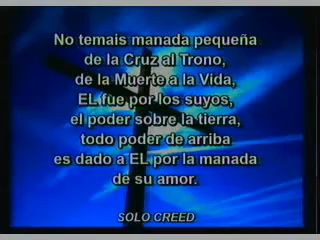 No temais manada pequeña
de la Cruz al Trono,
de la Muerte a la Vida,
EL fue por los suyos,
el poder sobre la tierra,
todo poder de arriba
es dado a EL por la manada
de su amor.
SOLO CREED